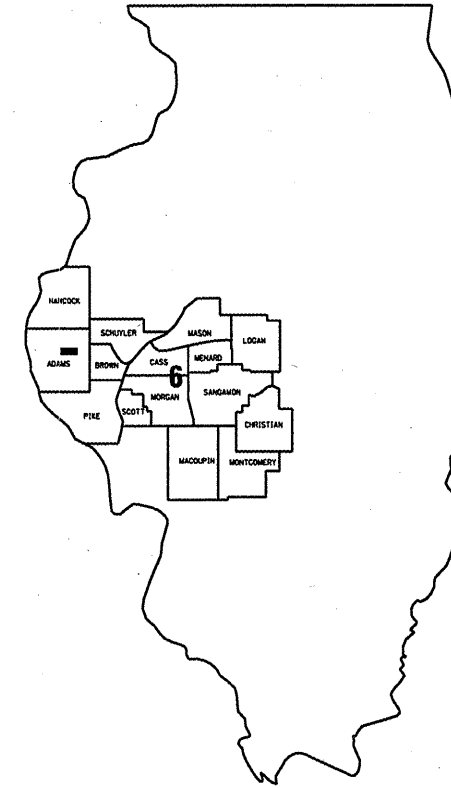 HANCOCK
SCHUYLER
MASON
LOGAN
ADAMS
BROWN
CASS
MENARD
6
MORGAN
SANGAMON
PIKE
SCOTT
CHRISTIAN
MACOUPIN
MONTGOMERY